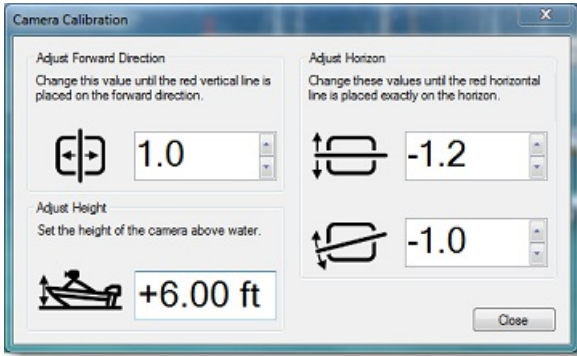 Camera Calibration
X
Adjust Forward Direction
Change this value until the red vertical line is
placed on the forward direction.
1.0
Adjust Height
Set the height of the camera above water.
+6.00 ft
Adjust Horizon
Change these values until the red horizontal
line is placed exactly on the horizon.
-1.2
-1.0
Close